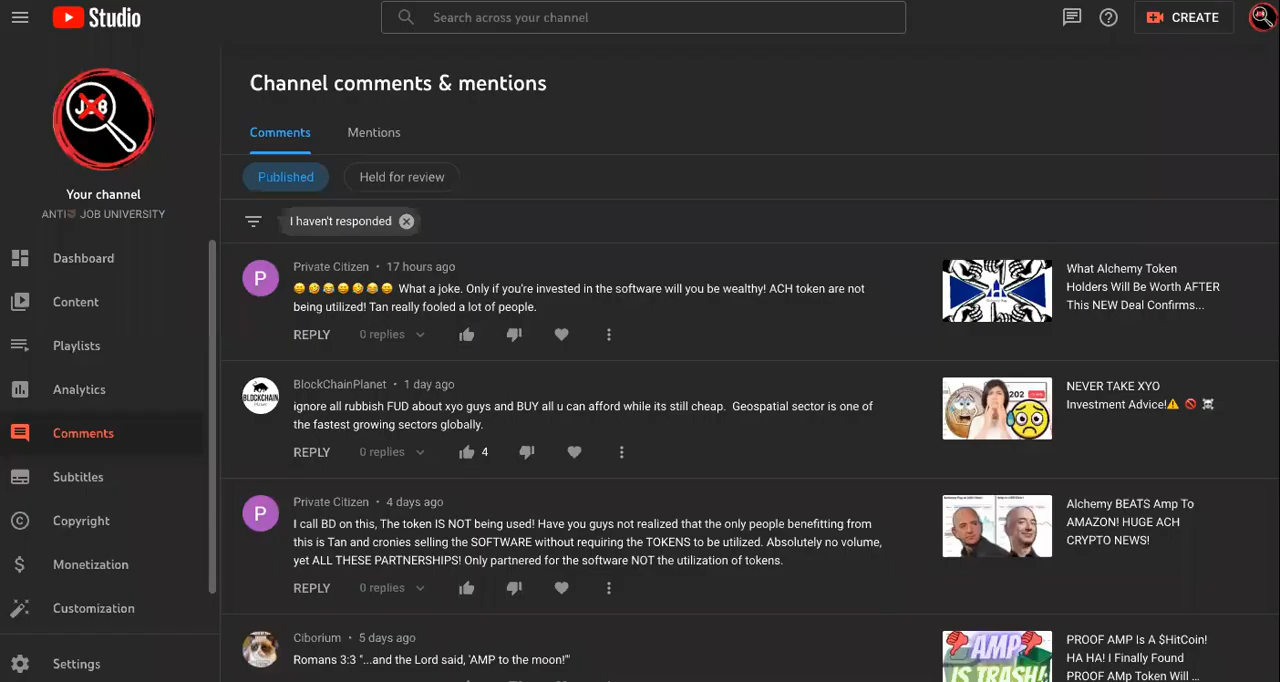 Studio
Search across your channel
CREATE
JOB
Your channel
ANTI JOB UNIVERSITY
Dashboard
Content
Playlists
Analytics
Comments
Subtitles
Copyright
Monetization
Customization
Settings
Channel comments & mentions
Comments
Mentions
Published
Held for review
I haven't responded
P
Private Citizen • 17 hours ago
😄🤣😂😄🤣😂😄 What a joke. Only if you're invested in the software will you be wealthy! ACH token are not
being utilized! Tan really fooled a lot of people.
REPLY 0 replies
What Alchemy Token
Holders Will Be Worth AFTER
This NEW Deal Confirms...
BLOCKCHAIN
BlockChainPlanet • 1 day ago
ignore all rubbish FUD about xyo guys and BUY all u can afford while its still cheap. Geospatial sector is one of
the fastest growing sectors globally.
REPLY 0 replies 4
202
NEVER TAKE XYO
Investment Advice!⚠️ 🚫 ☠️
P
Private Citizen • 4 days ago
I call BD on this, The token IS NOT being used! Have you guys not realized that the only people benefitting from
this is Tan and cronies selling the SOFTWARE without requiring the TOKENS to be utilized. Absolutely no volume,
yet ALL THESE PARTNERSHIPS! Only partnered for the software NOT the utilization of tokens.
REPLY 0 replies
Alchemy BEATS Amp To
AMAZON! HUGE ACH
CRYPTO NEWS!
Ciborium • 5 days ago
Romans 3:3 "...and the Lord said, 'AMP to the moon!'"
AMP
IS TRASH!
PROOF AMP Is A $HitCoin!
HA HA! I Finally Found
PROOF AMp Token Will ...